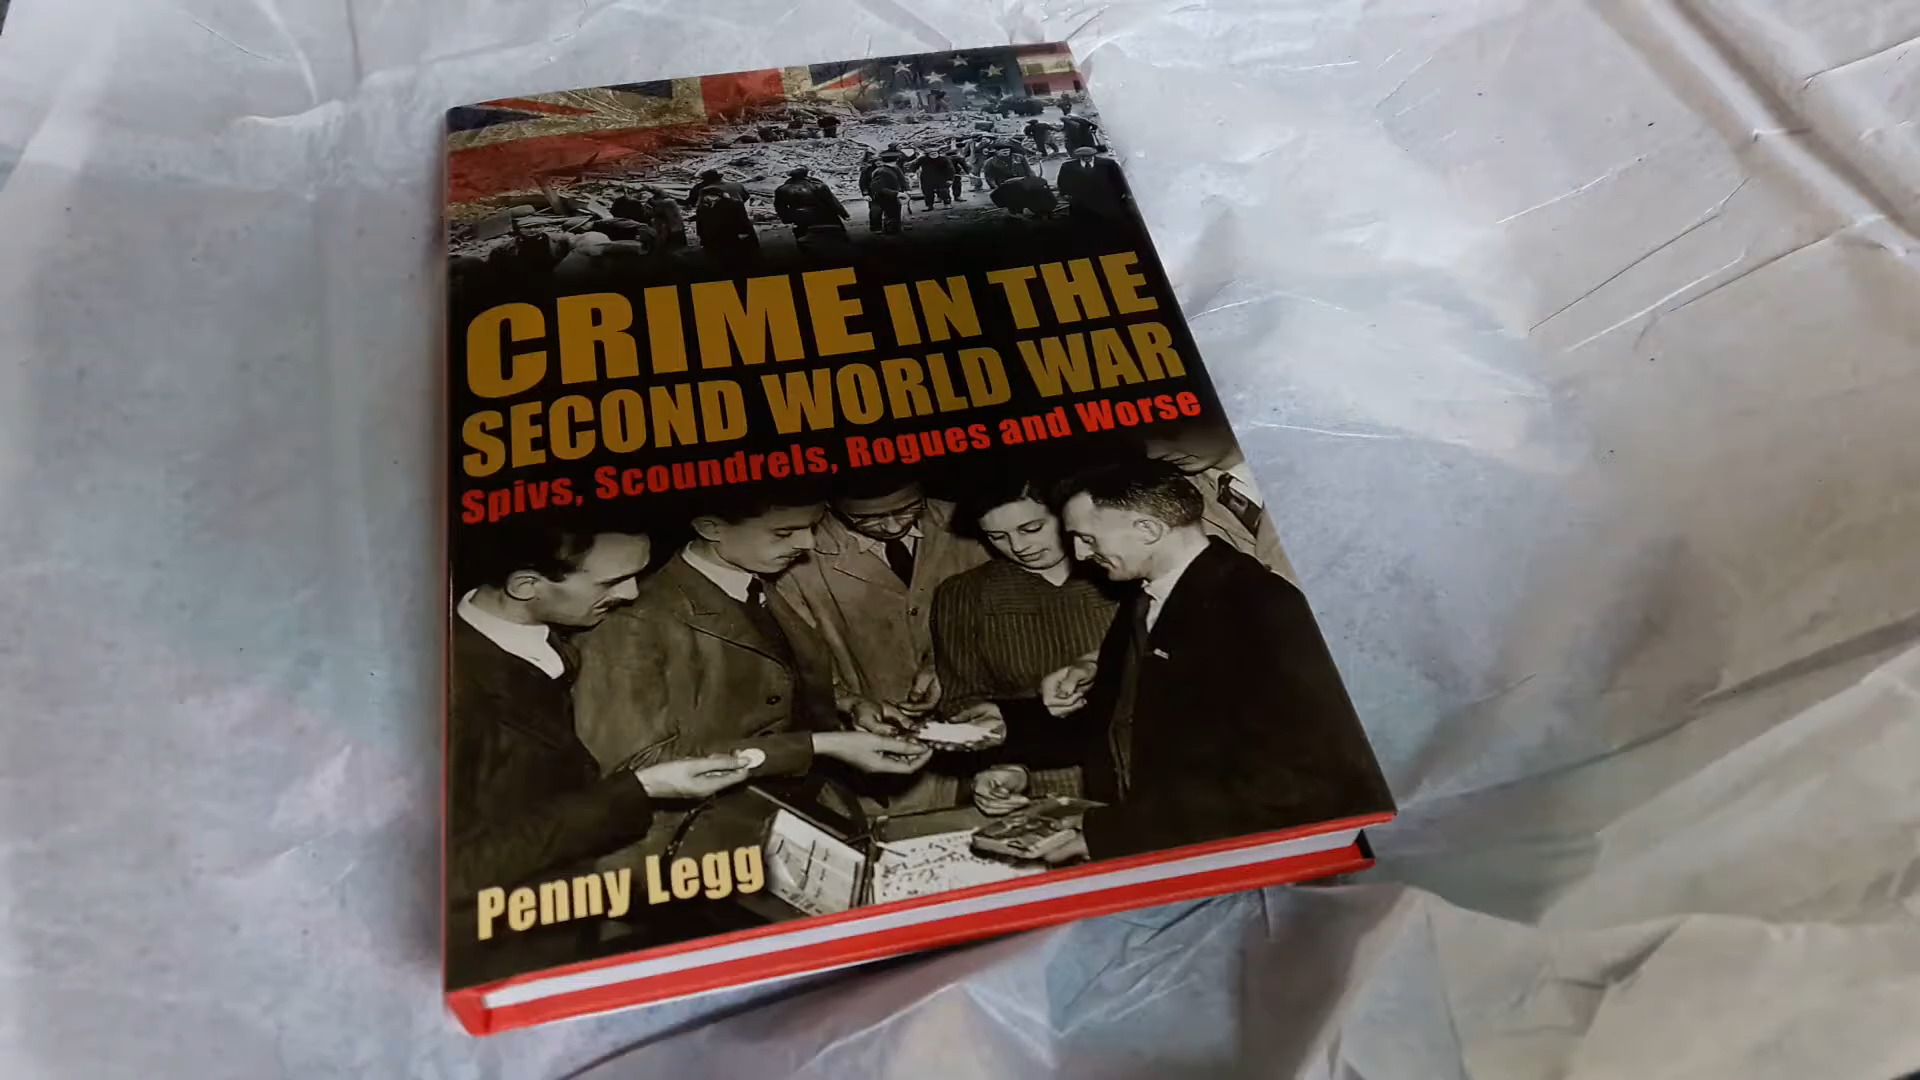 CRIME IN THE
SECOND WORLD WAR
Spivs, Scoundrels, Rogues and Worse
Penny Legg